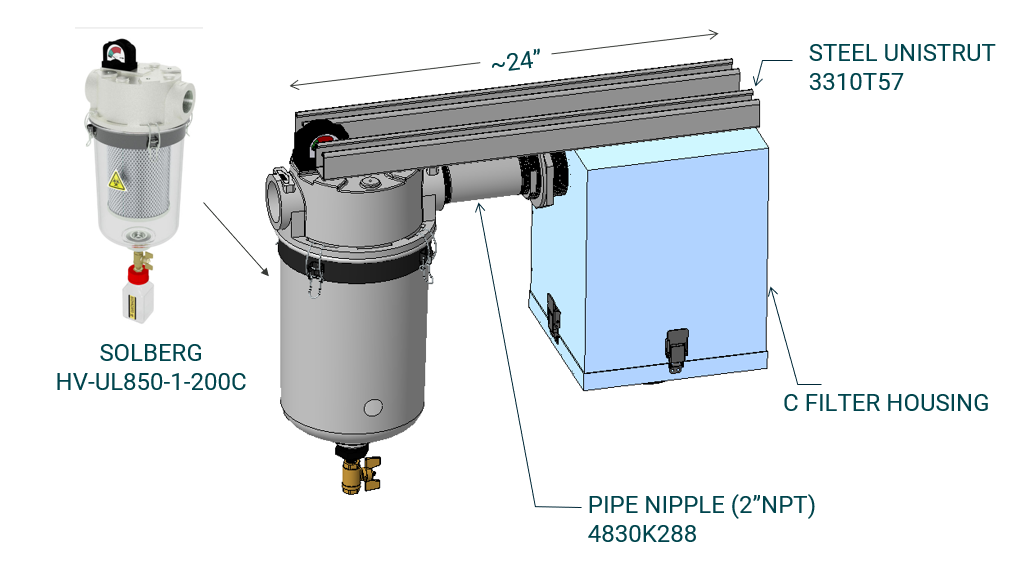 ~24”
STEEL UNISTRUT
3310T57
SOLBERG
HV-UL850-1-200C
C FILTER HOUSING
PIPE NIPPLE (2”NPT)
4830K288